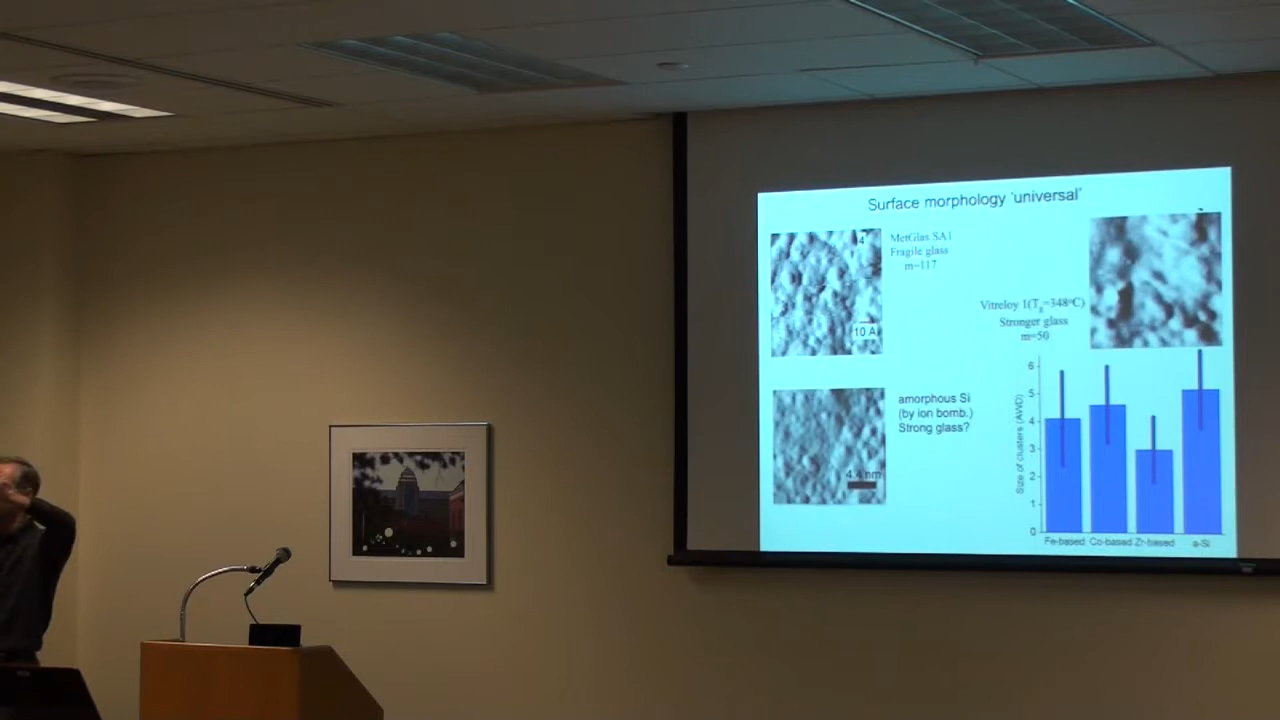 Surface morphology 'universal'
4
MetGlas SA1
Fragile glass
m=117
10 A
Vitreloy 1(Tg=348°C)
Stronger glass
m=50
amorphous Si
(by ion bomb.)
Strong glass?
4.4 nm
Size of clusters (AWD)
6
5
4
3
2
1
0
Fe-based Co-based Zr-based a-Si